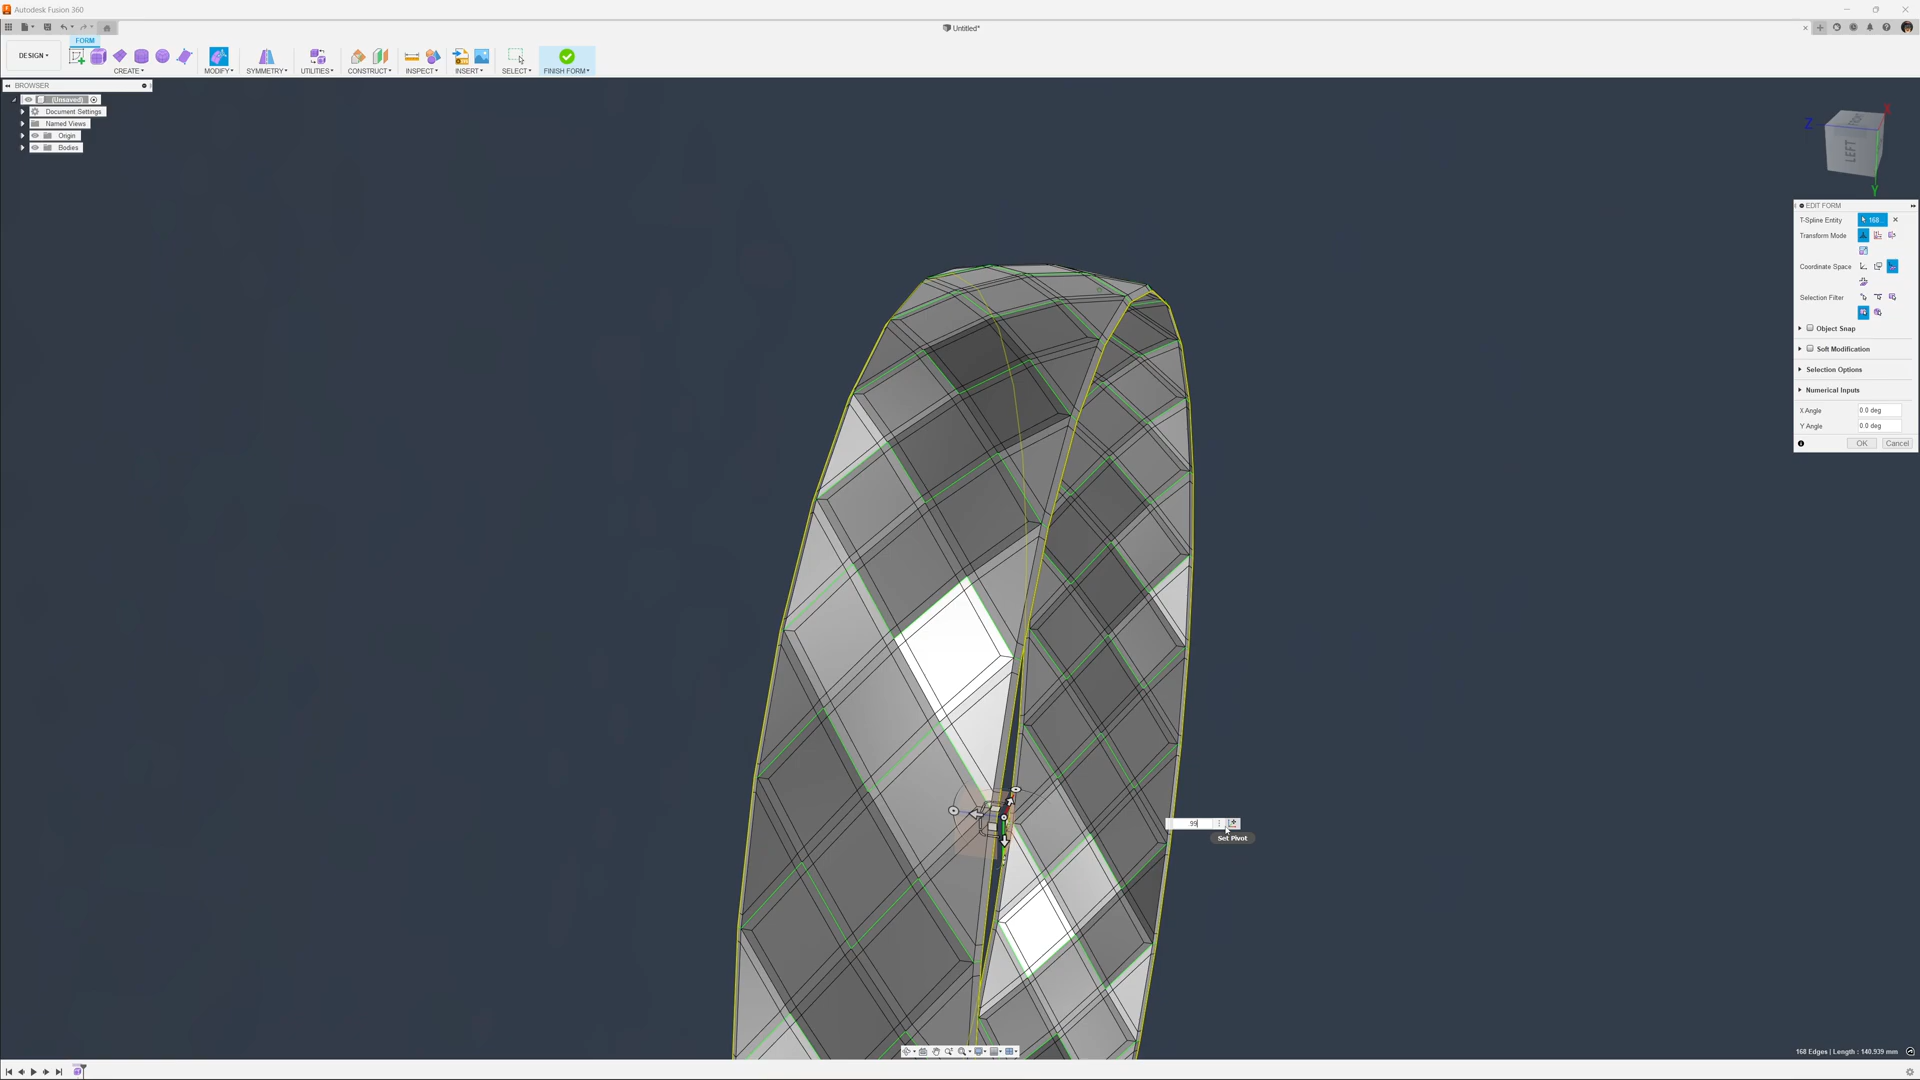 Autodesk Fusion 360
Untitled*
DESIGN
FORM
CREATE
MODIFY
SYMMETRY
UTILITIES
CONSTRUCT
INSPECT
INSERT
SELECT
FINISH FORM
BROWSER
(Unsaved)
Document Settings
Named Views
Origin
Bodies
X
Z
LEFT
Y
EDIT FORM
T-Spline Entity
168
Transform Mode
Coordinate Space
Selection Filter
Object Snap
Soft Modification
Selection Options
Numerical Inputs
X Angle
0.0 deg
Y Angle
0.0 deg
OK
Cancel
99
Set Pivot
168 Edges | Length : 140.939 mm